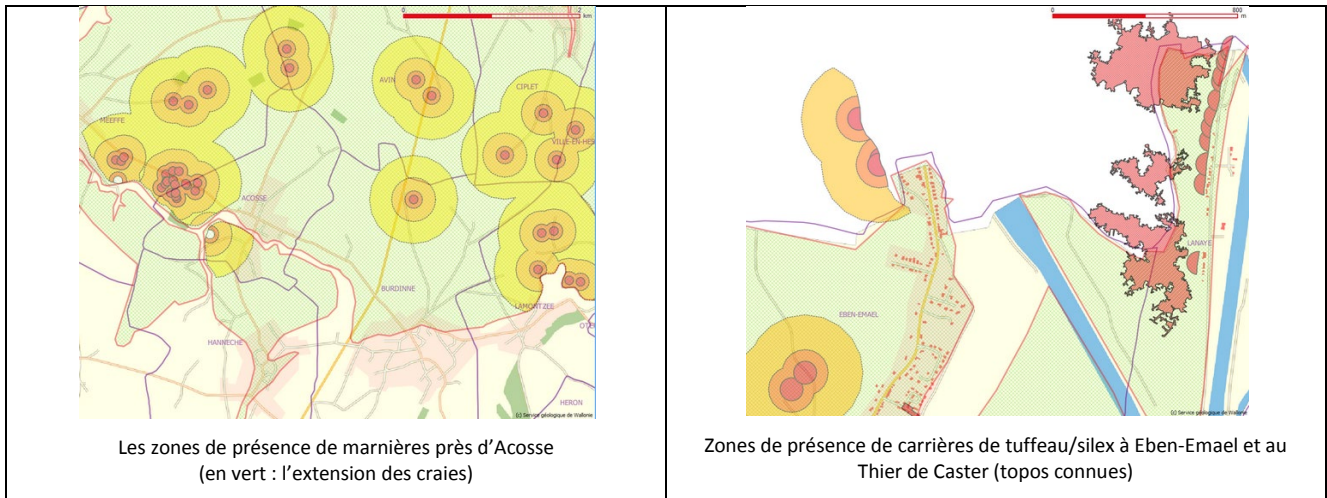 0 2
km
AVIN
CIPLET
MEEFFE
VILLE-EN-HES
ACOSSE
BURDINNE
LAMONTZEE
HANNECHE
HERON
(c) Service géologique de Wallonie
Les zones de présence de marnières près d’Acosse
(en vert : l’extension des craies)
0 800
m
LANAYE
EBEN-EMAEL
(c) Service géologique de Wallonie
Zones de présence de carrières de tuffeau/silex à Eben-Emael et au
Thier de Caster (topos connues)